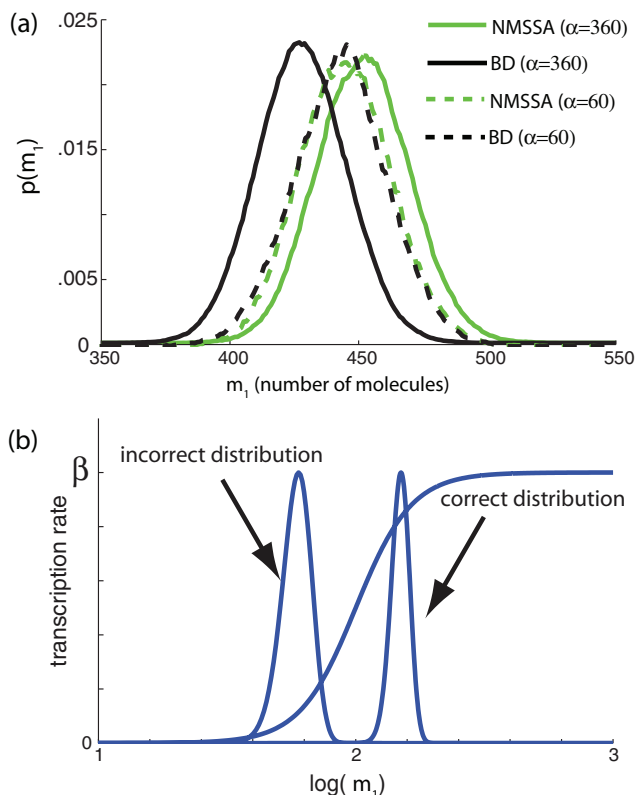 (a)
.025
.015
.005
0
p(m₁)
350
400
450
500
550
m₁ (number of molecules)
NMSSA (α=360)
BD (α=360)
NMSSA (α=60)
BD (α=60)
(b)
β
0
transcription rate
incorrect distribution
correct distribution
1
2
3
log( m₁)